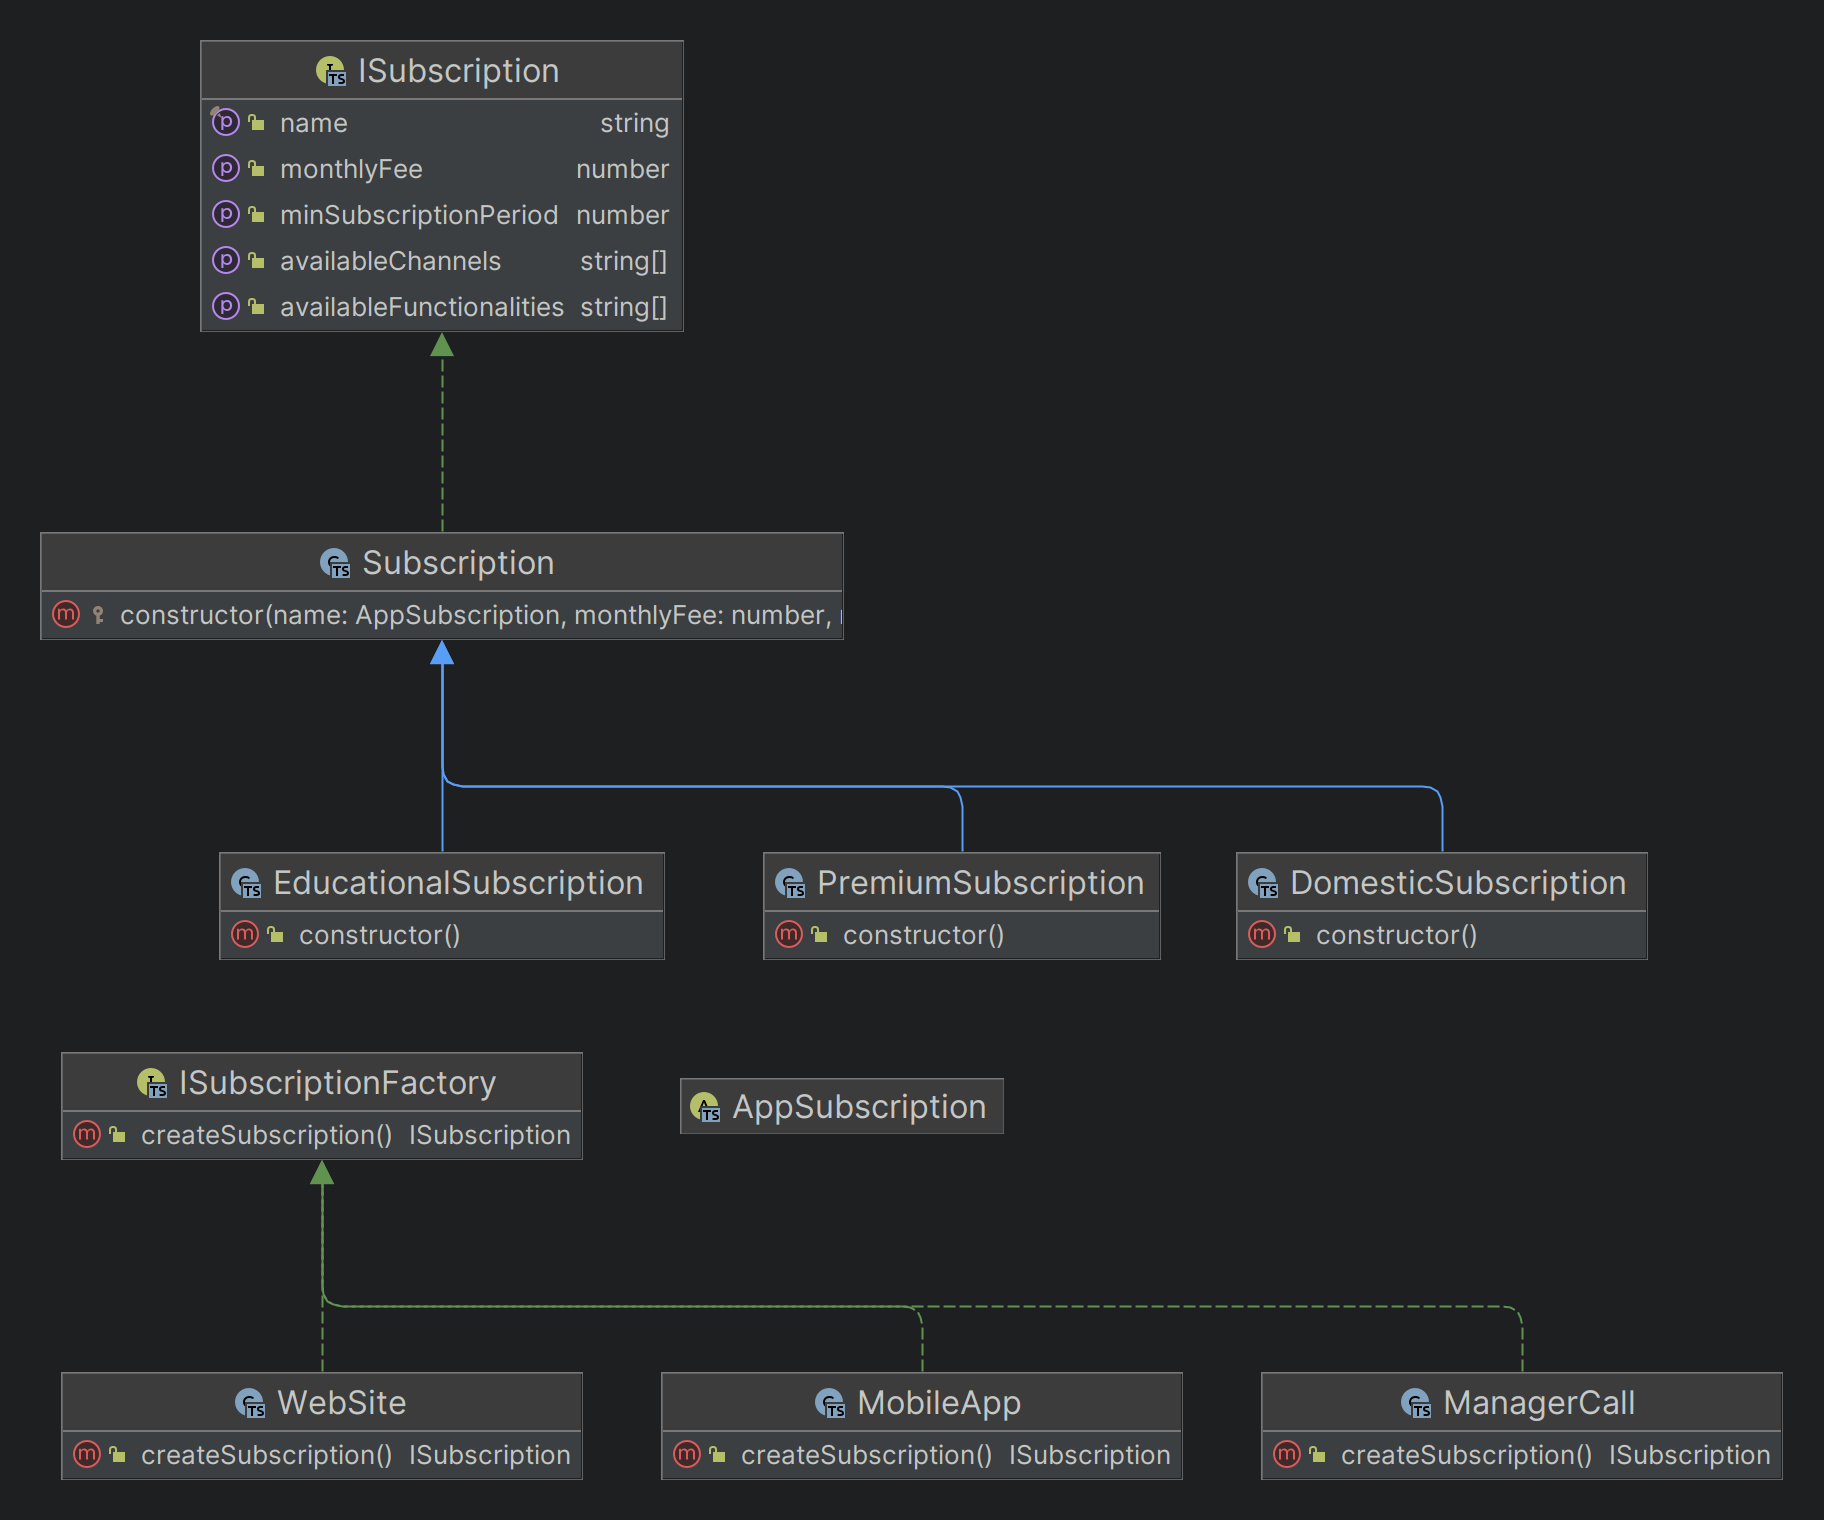 ISubscription
name string
monthlyFee number
minSubscriptionPeriod number
availableChannels string[]
availableFunctionalities string[]
Subscription
constructor(name: AppSubscription, monthlyFee: number,
EducationalSubscription
constructor()
PremiumSubscription
constructor()
DomesticSubscription
constructor()
ISubscriptionFactory
createSubscription() ISubscription
AppSubscription
WebSite
createSubscription() ISubscription
MobileApp
createSubscription() ISubscription
ManagerCall
createSubscription() ISubscription